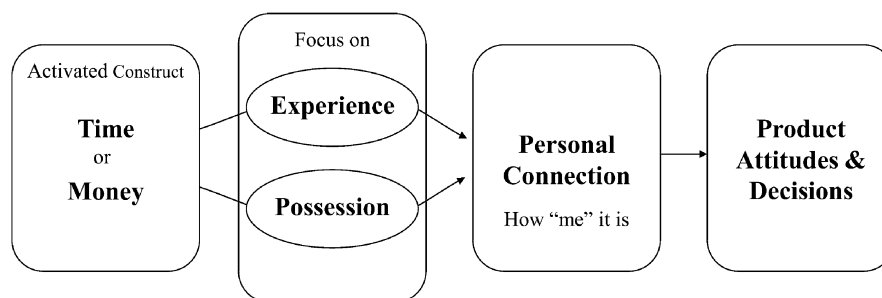 Activated Construct
Time
or
Money
Focus on
Experience
Possession
Personal
Connection
How “me” it is
Product
Attitudes &
Decisions